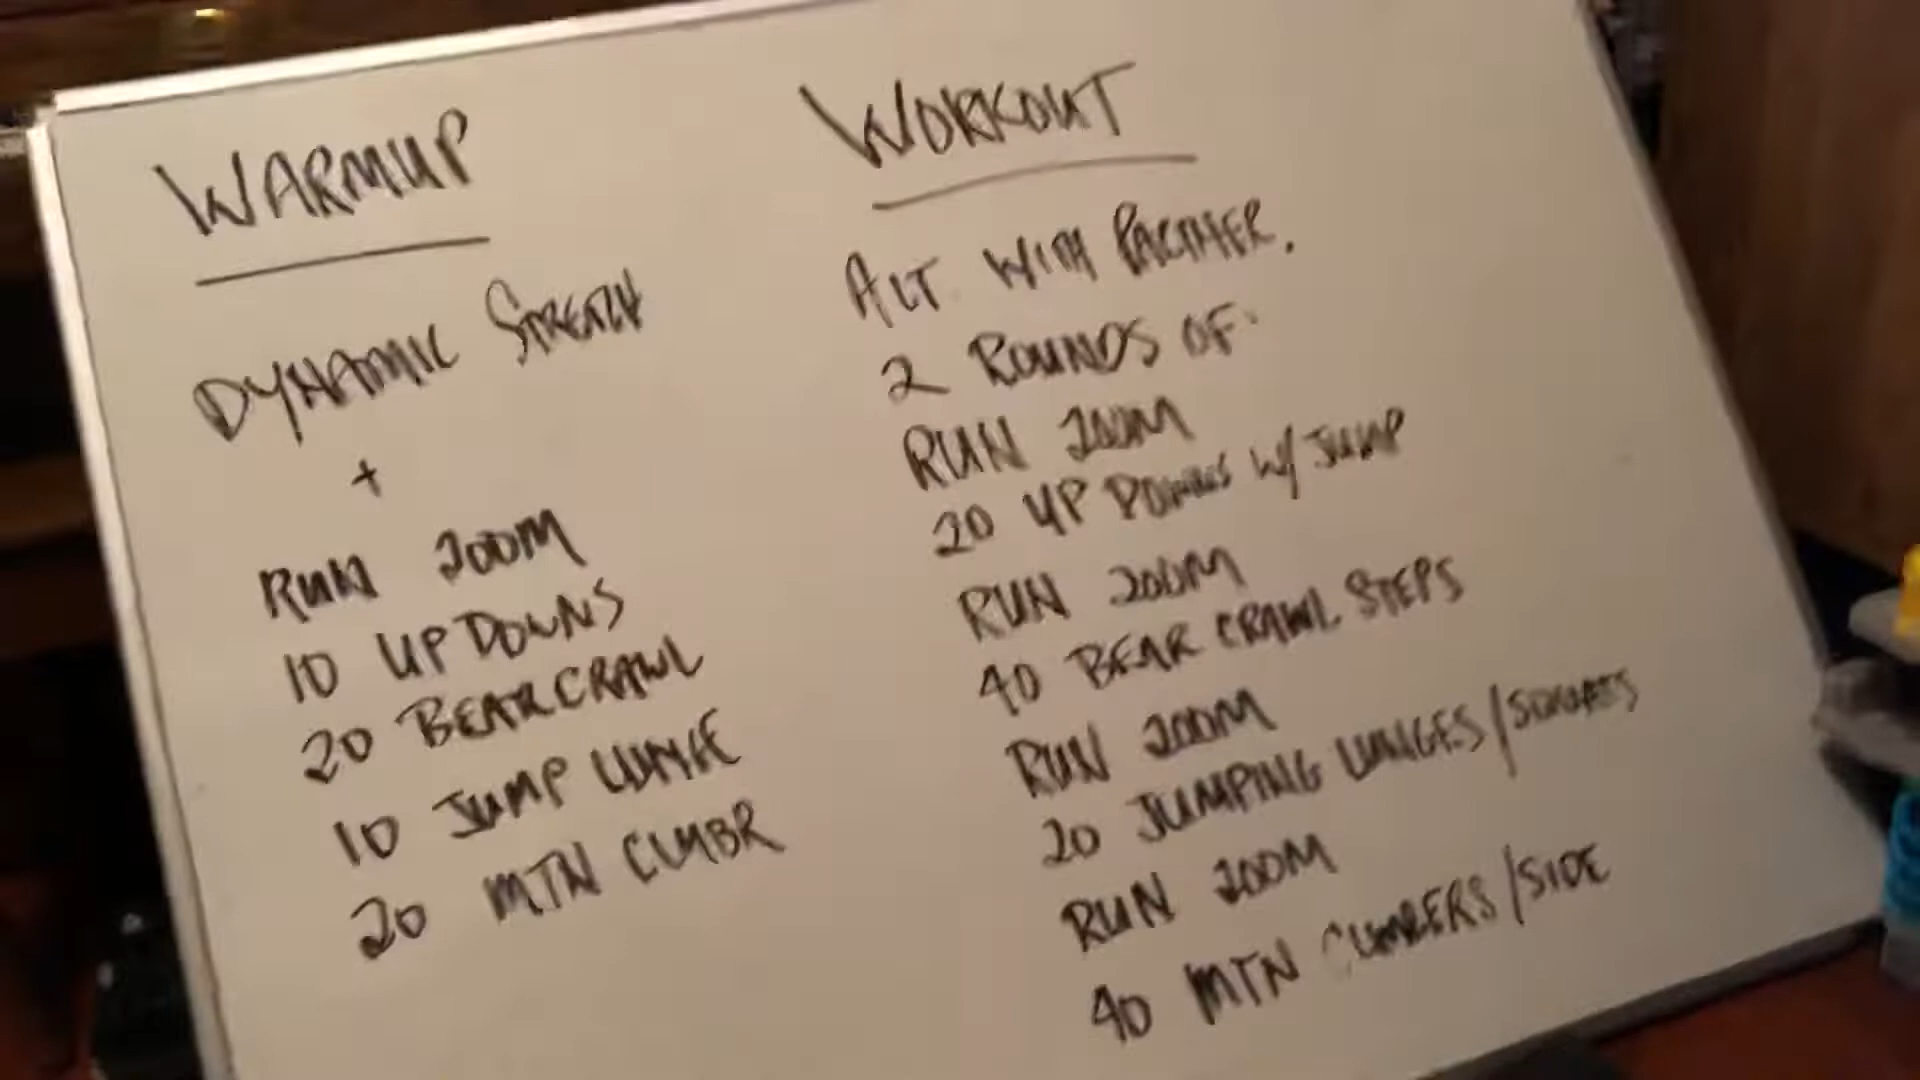 WARMUP
DYNAMIC STRETCH
+
RUN 200M
10 UP DOWNS
20 BEAR CRAWL
10 JUMP LUNGE
20 MTN CLMBR
WORKOUT
ALT WITH PARTNER.
2 ROUNDS OF:
RUN 200M
20 UP DOWNS W/ JUMP
RUN 200M
40 BEAR CRAWL STEPS
RUN 200M
20 JUMPING LUNGES/SQUATS
RUN 200M
40 MTN CLIMBERS/SIDE